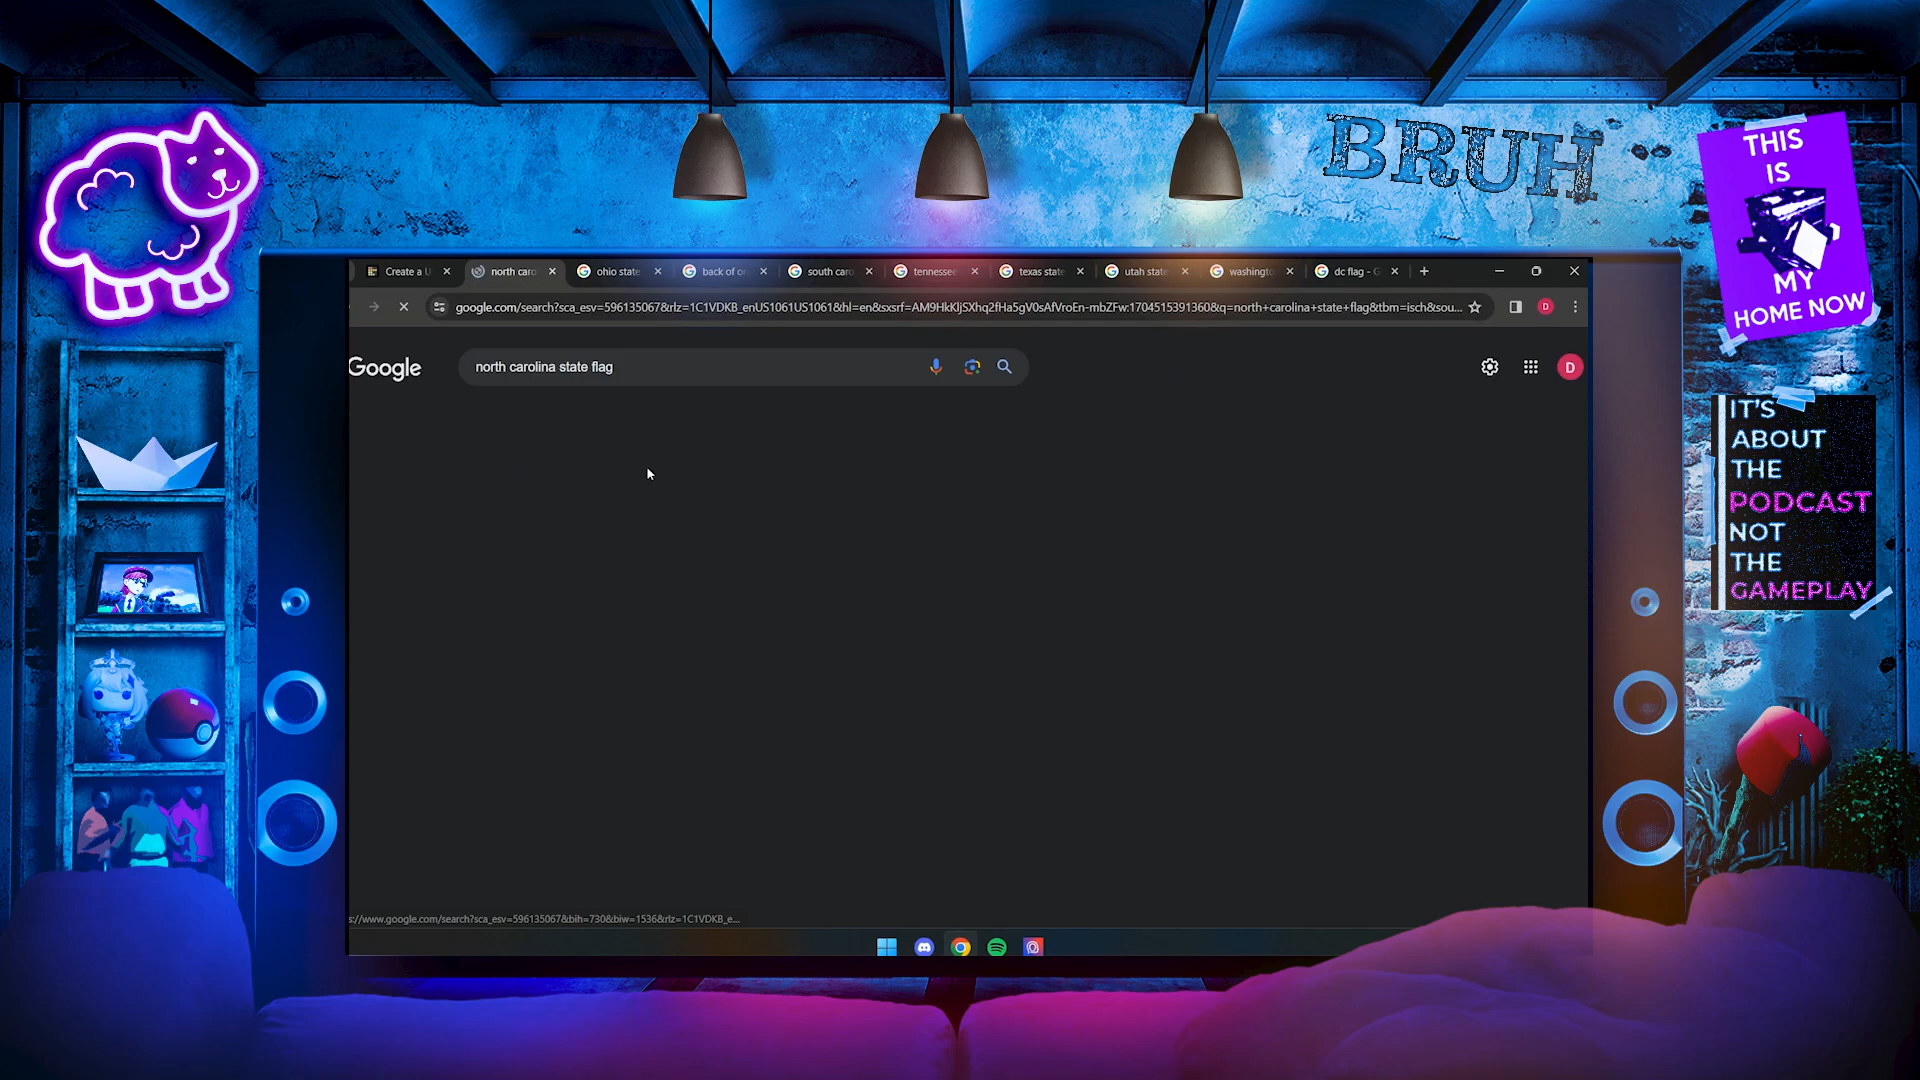 BRUH
THIS
IS
MY
HOME NOW
Create a U
north caro
ohio state
back of or
south caro
tennessee
texas state
utah state
washingto
dc flag - G
google.com/search?sca_esv=596135067&rlz=1C1VDKB_enUS1061US1061&hl=en&sxsrf=AM9HkKljSXhq2fHa5gV0sAfVroEn-mbZFw:1704515391360&q=north+carolina+state+flag&tbm=isch&sou...
D
Google
north carolina state flag
D
IT'S
ABOUT
THE
PODCAST
NOT
THE
GAMEPLAY
s://www.google.com/search?sca_esv=596135067&bih=730&biw=1536&rlz=1C1VDKB_e...